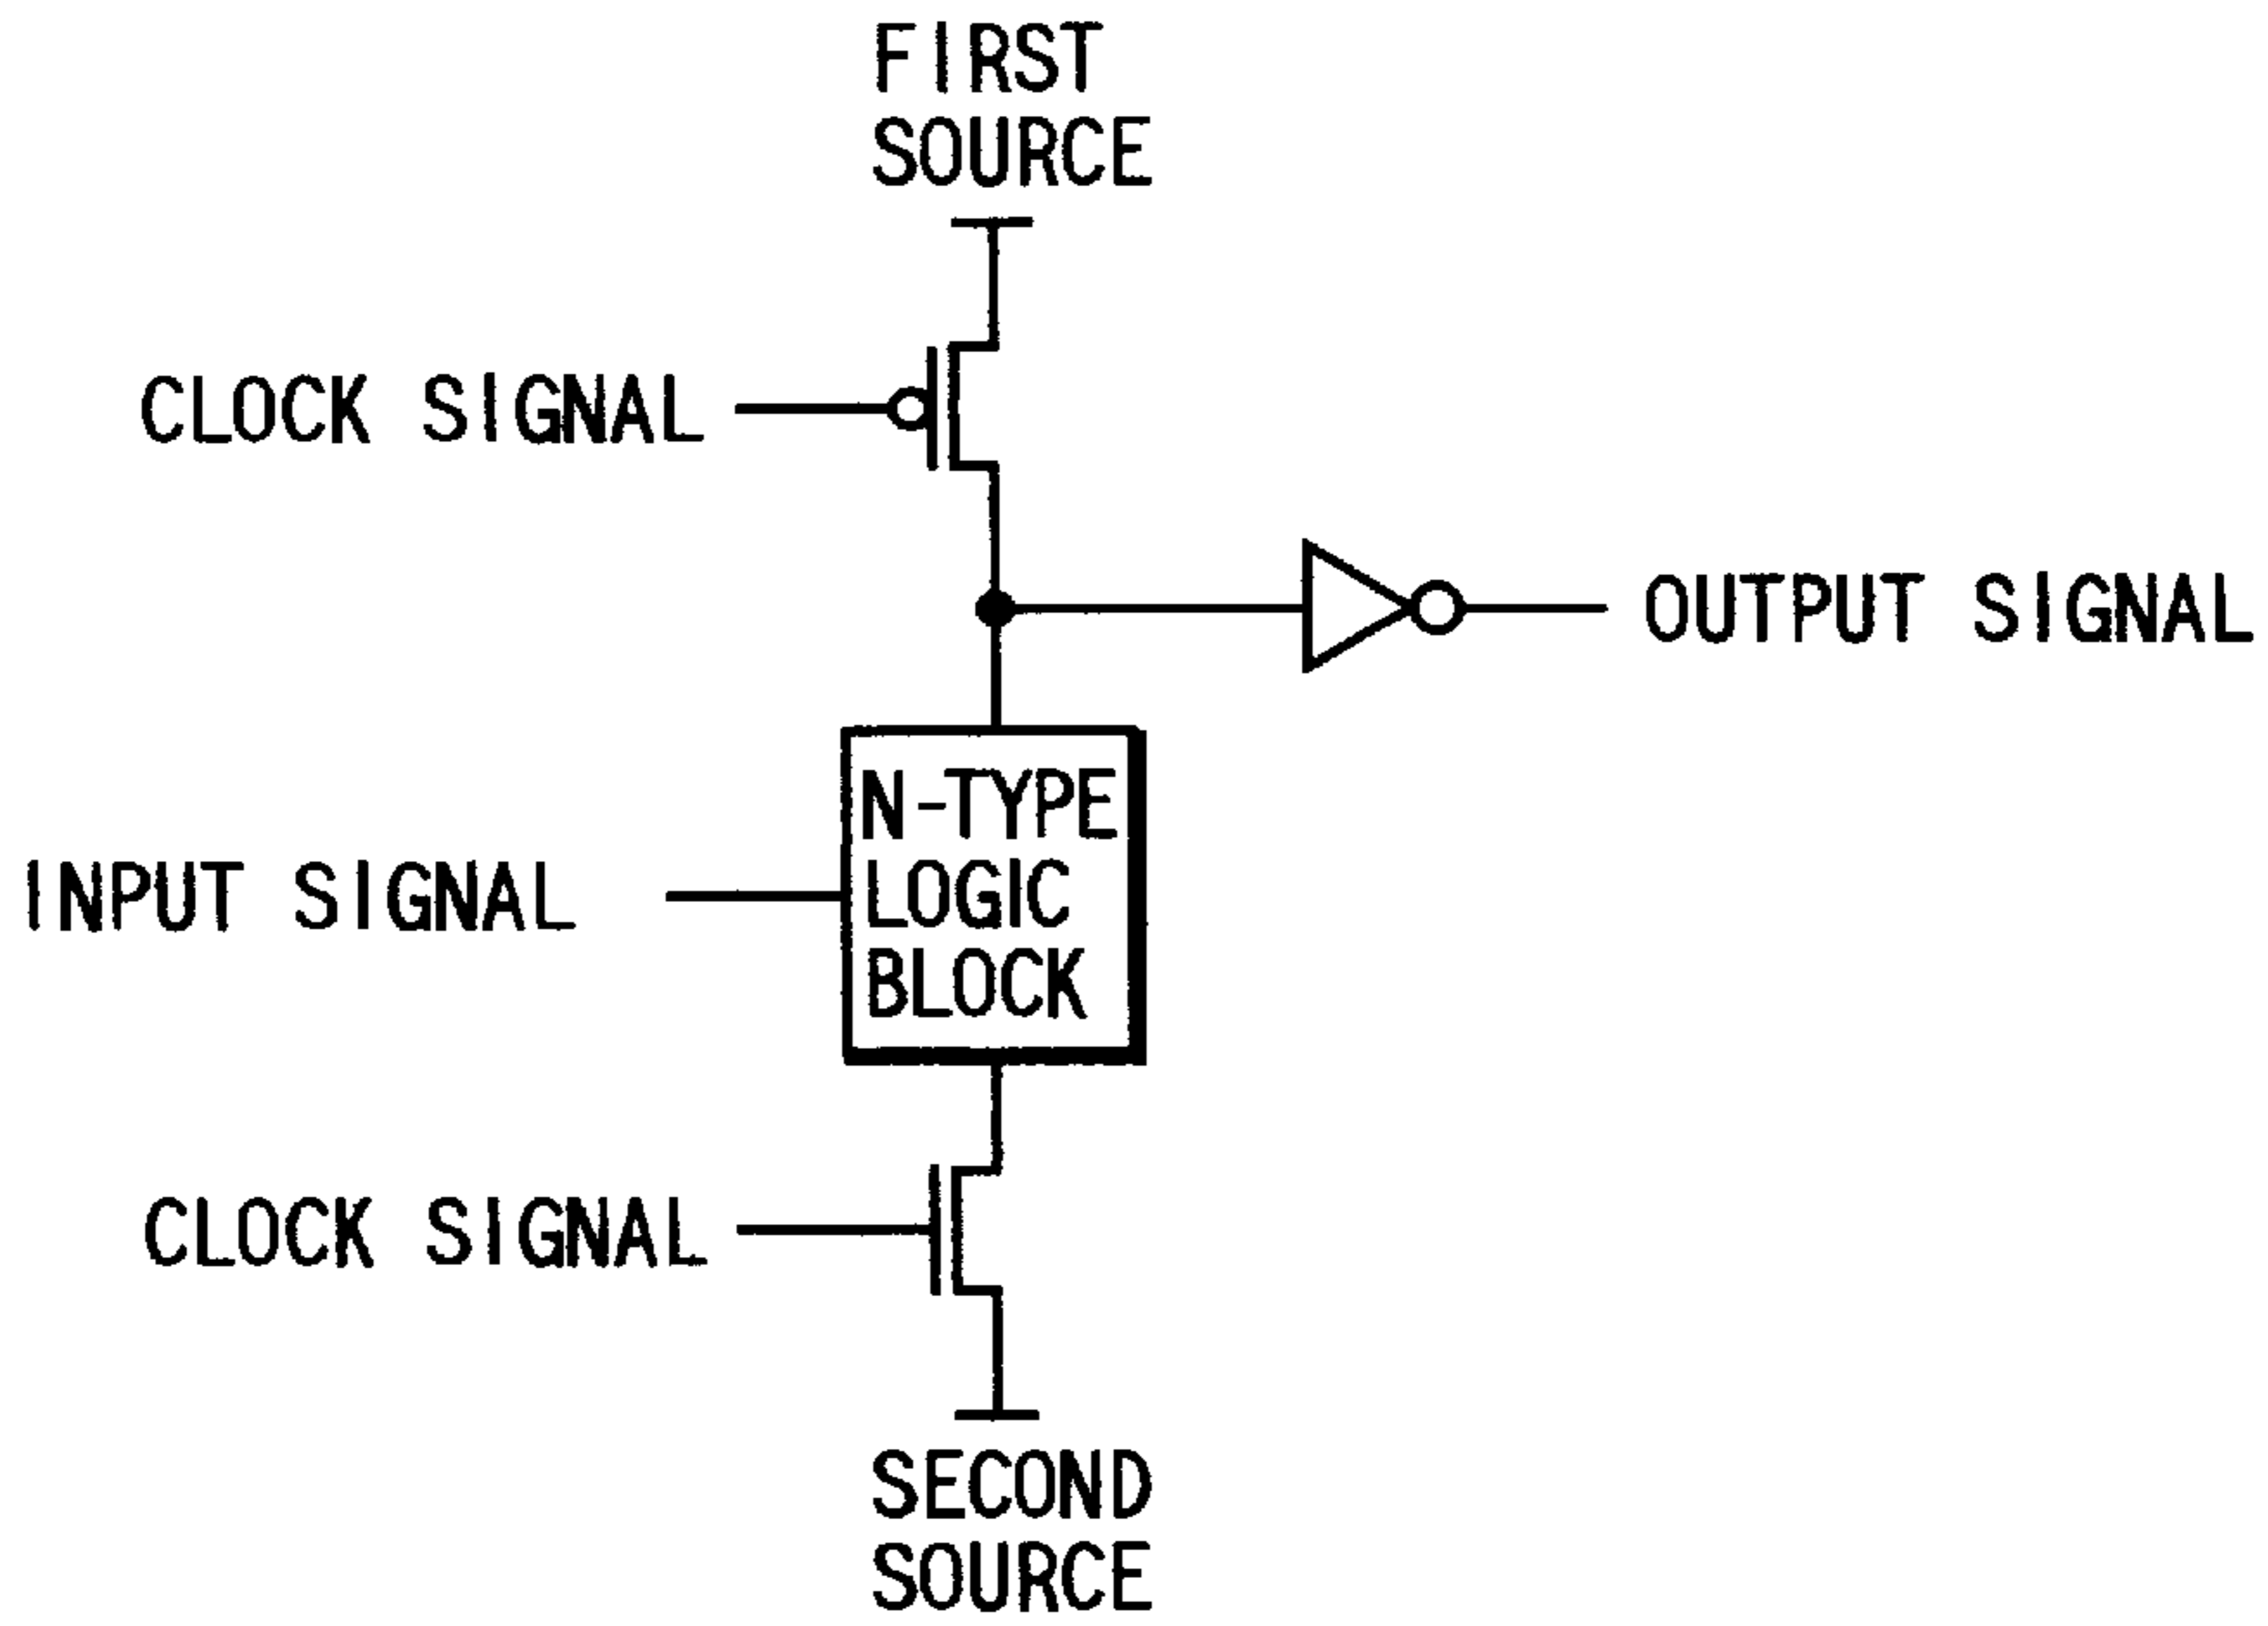 FIRST
SOURCE
CLOCK SIGNAL
OUTPUT SIGNAL
N-TYPE
LOGIC
BLOCK
INPUT SIGNAL
CLOCK SIGNAL
SECOND
SOURCE